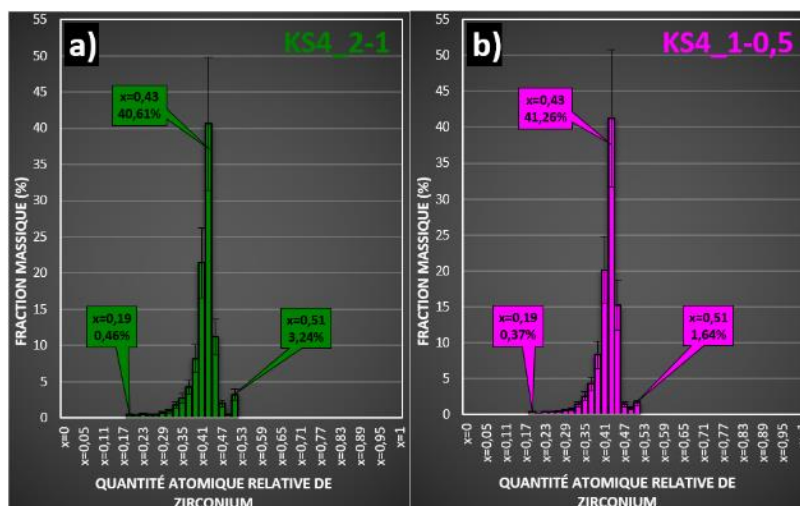 a)
KS4_2-1
FRACTION MASSIQUE (%)
55
50
45
40
35
30
25
20
15
10
5
0
x=0,43
40,61%
x=0,19
0,46%
x=0,51
3,24%
x=0
x=0,05
x=0,11
x=0,17
x=0,23
x=0,29
x=0,35
x=0,41
x=0,47
x=0,53
x=0,59
x=0,65
x=0,71
x=0,77
x=0,83
x=0,89
x=0,95
x=1
QUANTITÉ ATOMIQUE RELATIVE DE
ZIRCONIUM
b)
KS4_1-0,5
FRACTION MASSIQUE (%)
55
50
45
40
35
30
25
20
15
10
5
0
x=0,43
41,26%
x=0,19
0,37%
x=0,51
1,64%
x=0
x=0,05
x=0,11
x=0,17
x=0,23
x=0,29
x=0,35
x=0,41
x=0,47
x=0,53
x=0,59
x=0,65
x=0,71
x=0,77
x=0,83
x=0,89
x=0,95
x=1
QUANTITÉ ATOMIQUE RELATIVE DE
ZIRCONIUM